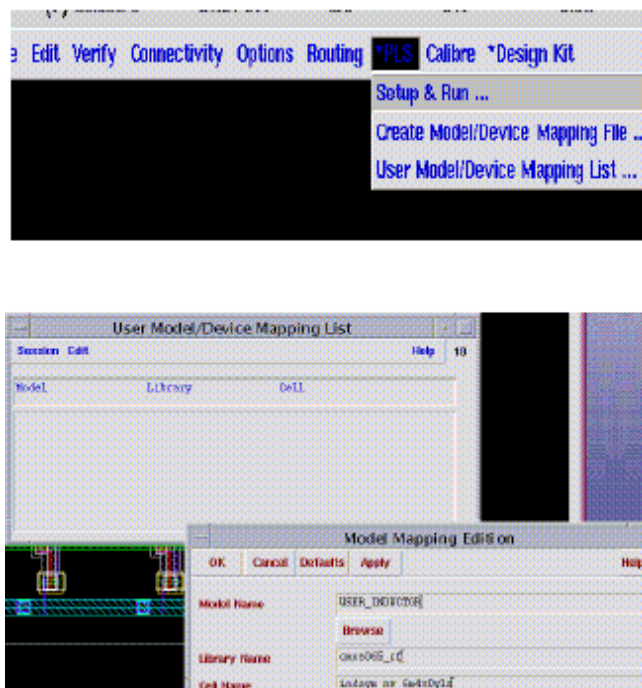 Edit Verify Connectivity Options Routing *PLS Calibre *Design Kit
Setup & Run ...
Create Model/Device Mapping File ..
User Model/Device Mapping List ...
User Model/Device Mapping List
Session Edit Help 18
Model Library Cell
Model Mapping Edition
OK Cancel Defaults Apply Help
Model Name USER_INDUCTOR
Browse
Library Name
Cell Name